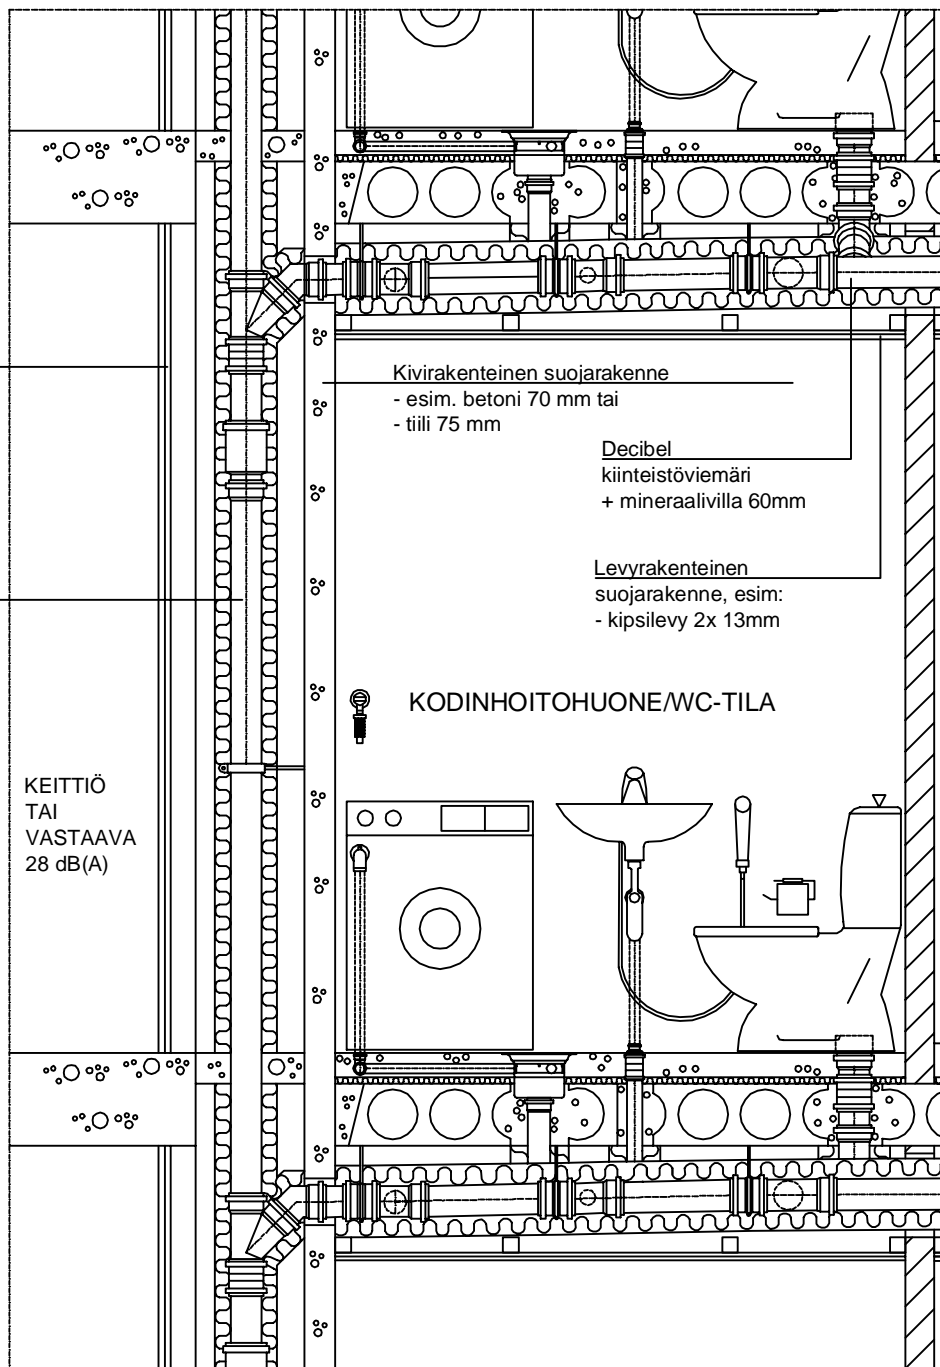 Kivirakenteinen suojarakenne
- esim. betoni 70 mm tai
- tiili 75 mm
Decibel
kiinteistöviemäri
+ mineraalivilla 60mm
Levyrakenteinen
suojarakenne, esim:
- kipsilevy 2x 13mm
KODINHOITOHUONE/WC-TILA
KEITTIÖ
TAI
VASTAAVA
28 dB(A)